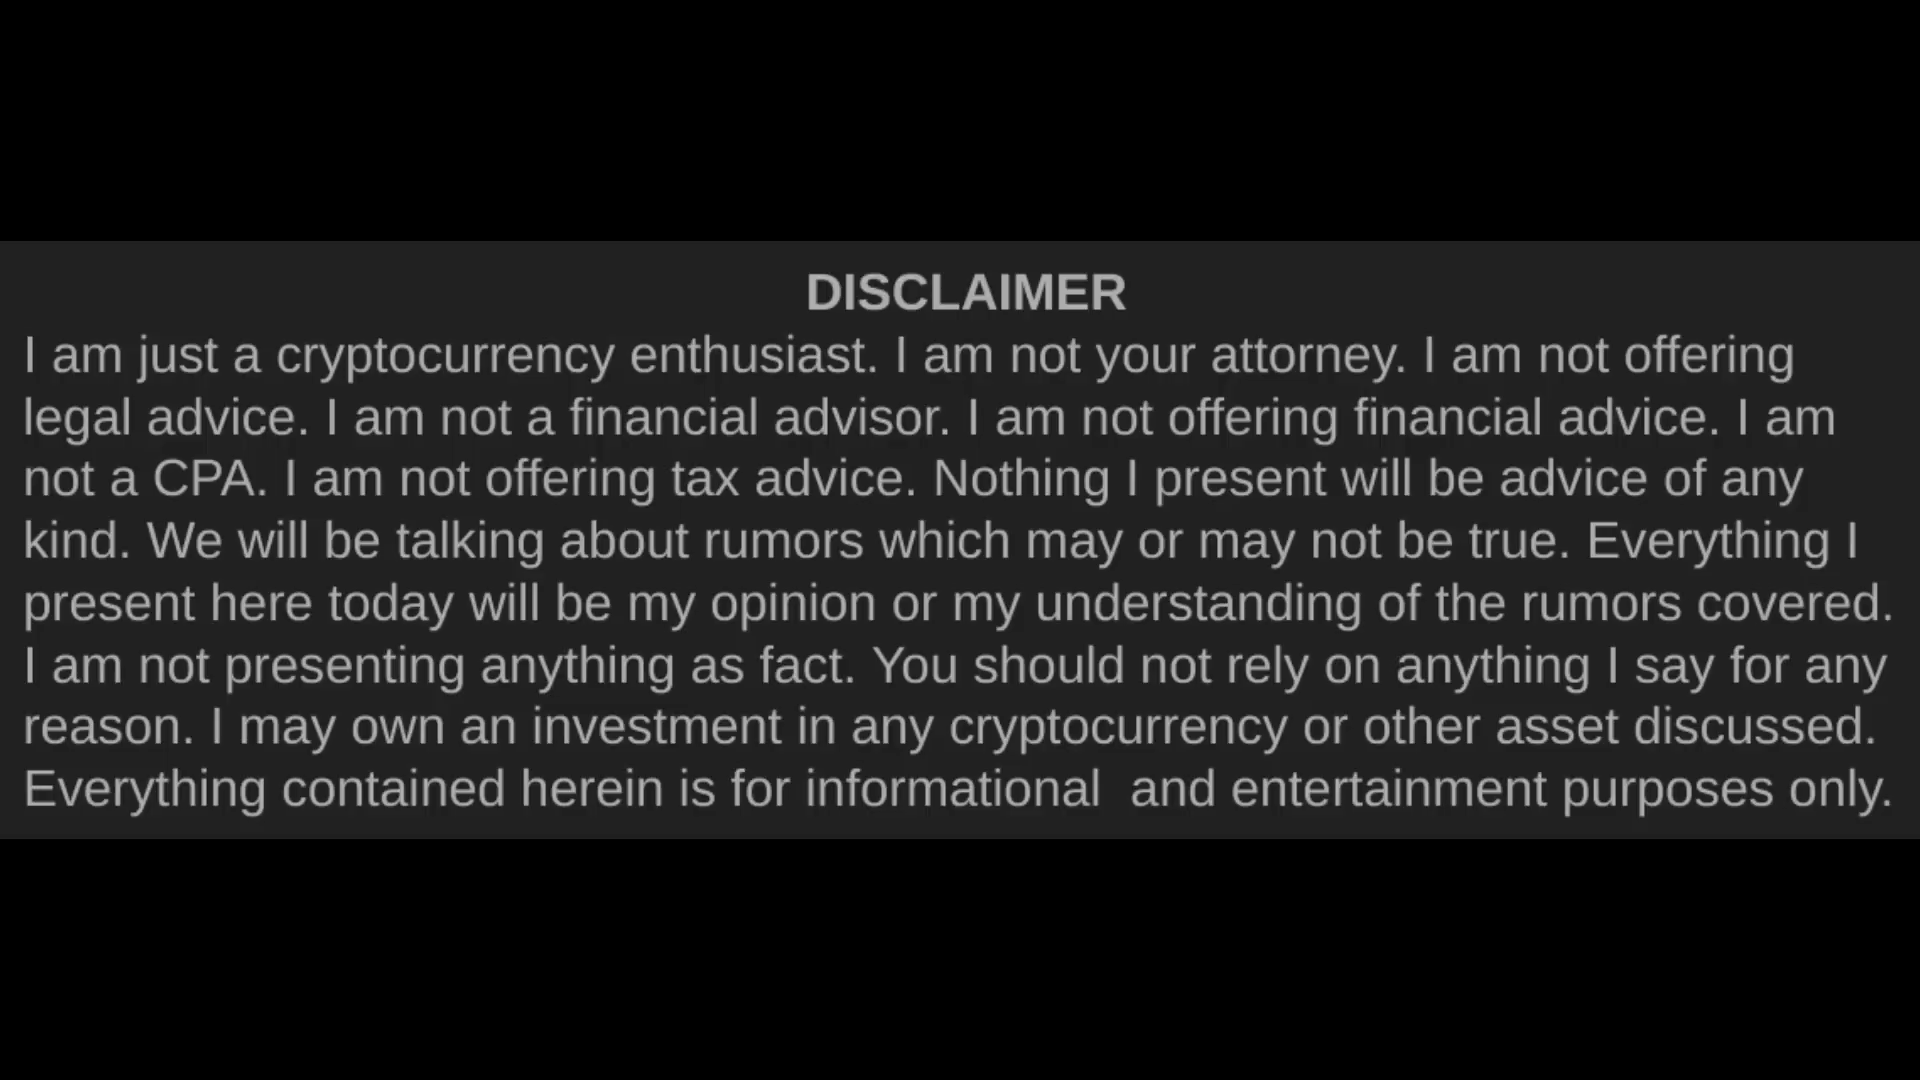 DISCLAIMER
I am just a cryptocurrency enthusiast. I am not your attorney. I am not offering
legal advice. I am not a financial advisor. I am not offering financial advice. I am
not a CPA. I am not offering tax advice. Nothing I present will be advice of any
kind. We will be talking about rumors which may or may not be true. Everything I
present here today will be my opinion or my understanding of the rumors covered.
I am not presenting anything as fact. You should not rely on anything I say for any
reason. I may own an investment in any cryptocurrency or other asset discussed.
Everything contained herein is for informational  and entertainment purposes only.